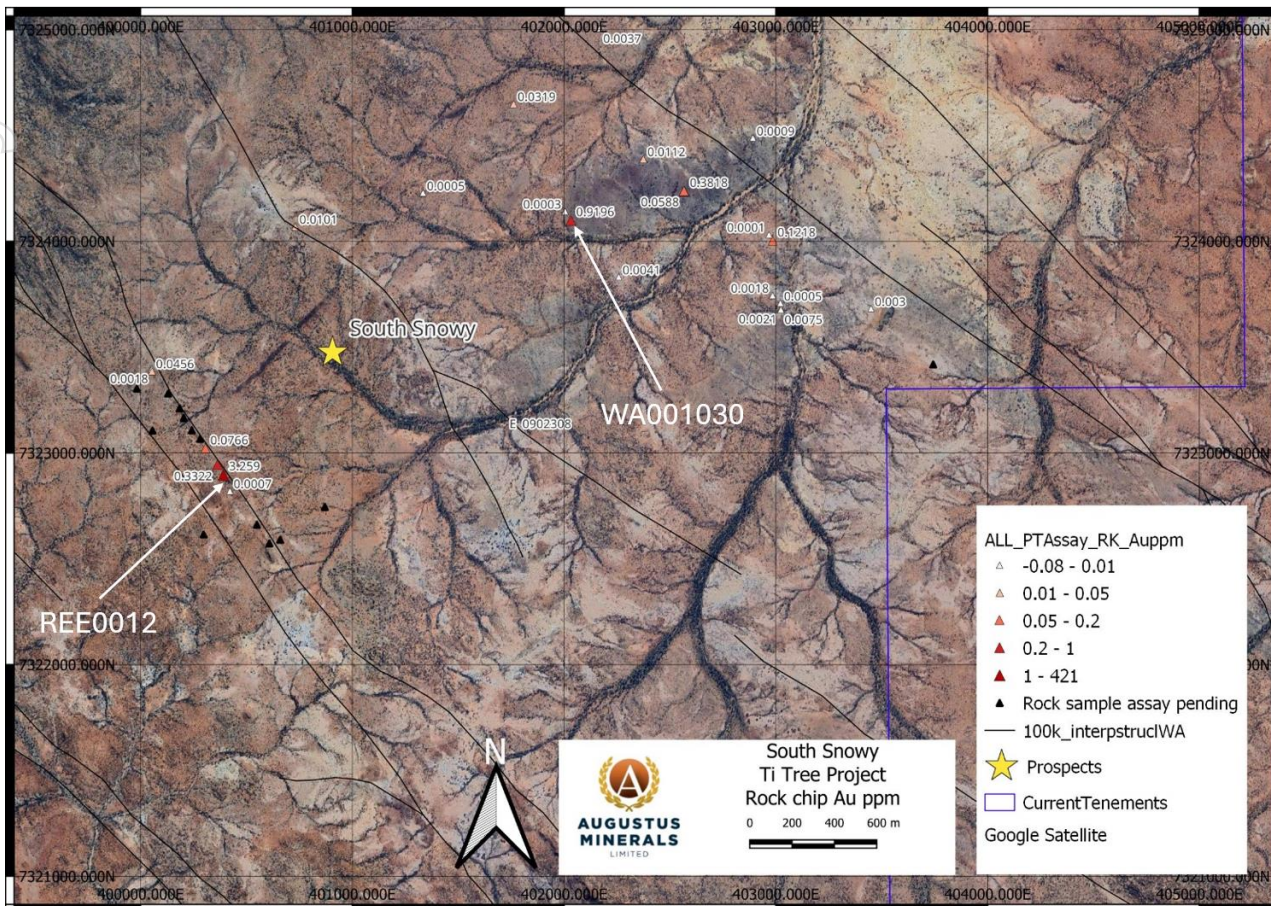 400000.000E 401000.000E 402000.000E 403000.000E 404000.000E 405000.000E
7325000.000N 7325000.000N
0.0037
0.0319
0.0009
0.0112
0.3818
0.0005
0.0588
0.0003 0.9196
0.0101
7324000.000N 7324000.000N
0.0001 0.1218
0.0041
0.0018 0.0005
0.003
0.0021 0.0075
South Snowy
0.0456
0.0018
WA001030
E 0902308
0.0766
7323000.000N 7323000.000N
3.259
0.3322
0.0007
REE0012
7322000.000N 7322000.000N
ALL_PTAssay_RK_Auppm
-0.08 - 0.01
0.01 - 0.05
0.05 - 0.2
0.2 - 1
1 - 421
Rock sample assay pending
100k_interpstruclWA
Prospects
CurrentTenements
Google Satellite
N
A
AUGUSTUS
MINERALS
LIMITED
South Snowy
Ti Tree Project
Rock chip Au ppm
0 200 400 600 m
7321000.000N 7321000.000N
400000.000E 401000.000E 402000.000E 403000.000E 404000.000E 405000.000E